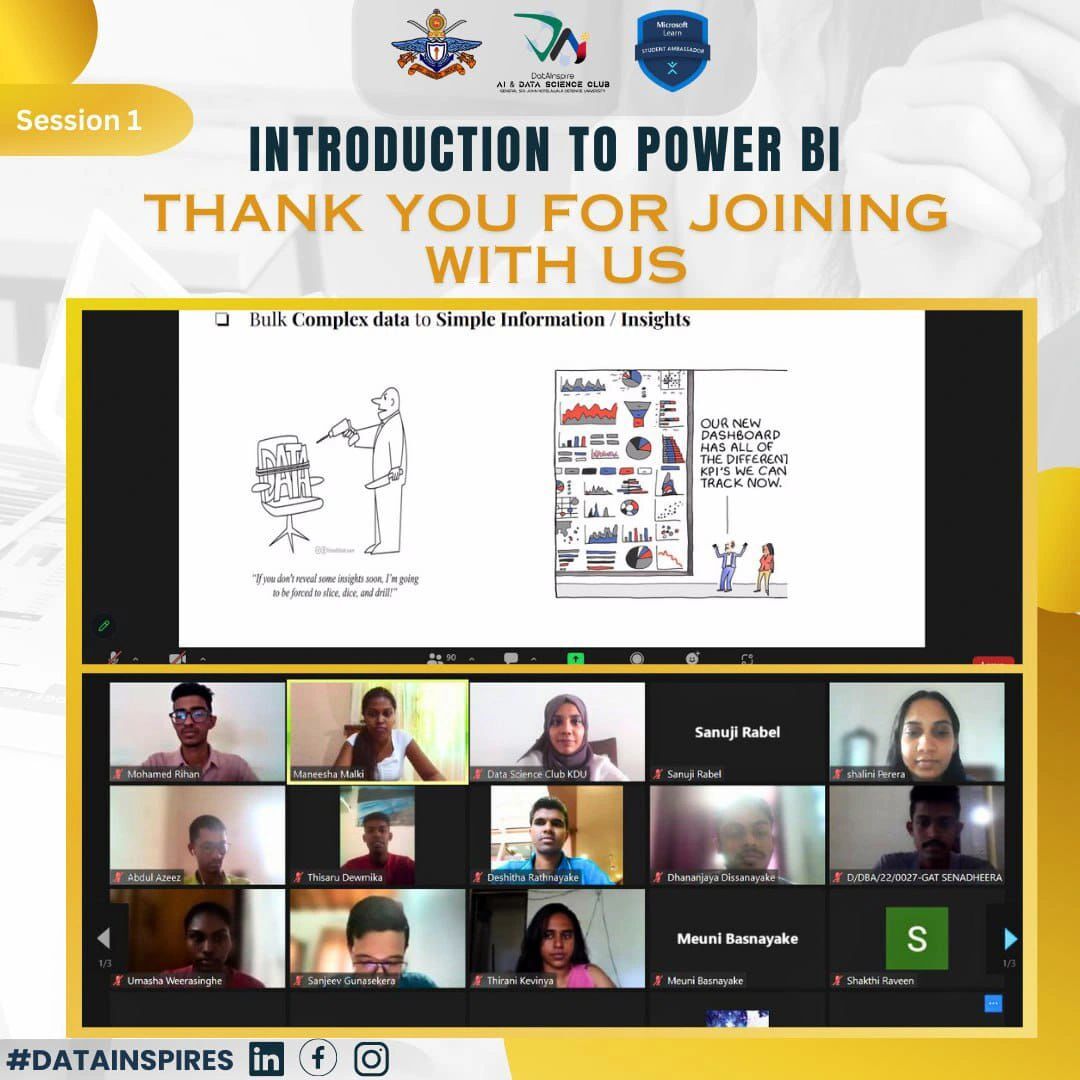 DatAInspire
AI & DATA SCIENCE CLUB
GENERAL SIR JOHN KOTELAWALA DEFENCE UNIVERSITY
Microsoft
Learn
STUDENT AMBASSADOR
Session 1
INTRODUCTION TO POWER BI
THANK YOU FOR JOINING
WITH US
Bulk Complex data to Simple Information / Insights
DATA
"If you don't reveal some insights soon, I'm going
to be forced to slice, dice, and drill!"
OUR NEW
DASHBOARD
HAS ALL OF
THE DIFFERENT
KPI'S WE CAN
TRACK NOW.
90
Mohamed Rihan
Maneesha Malki
Data Science Club KDU
Sanuji Rabel
Sanuji Rabel
shalini Perera
Abdul Azeez
Thisaru Dewmika
Deshitha Rathnayake
Dhananjaya Dissanayake
D/DBA/22/0027-GAT SENADHEERA
1/3
Umasha Weerasinghe
Sanjeev Gunasekera
Thirani Kevinya
Meuni Basnayake
Meuni Basnayake
S
Shakthi Raveen
1/3
#DATAINSPIRES
in
f